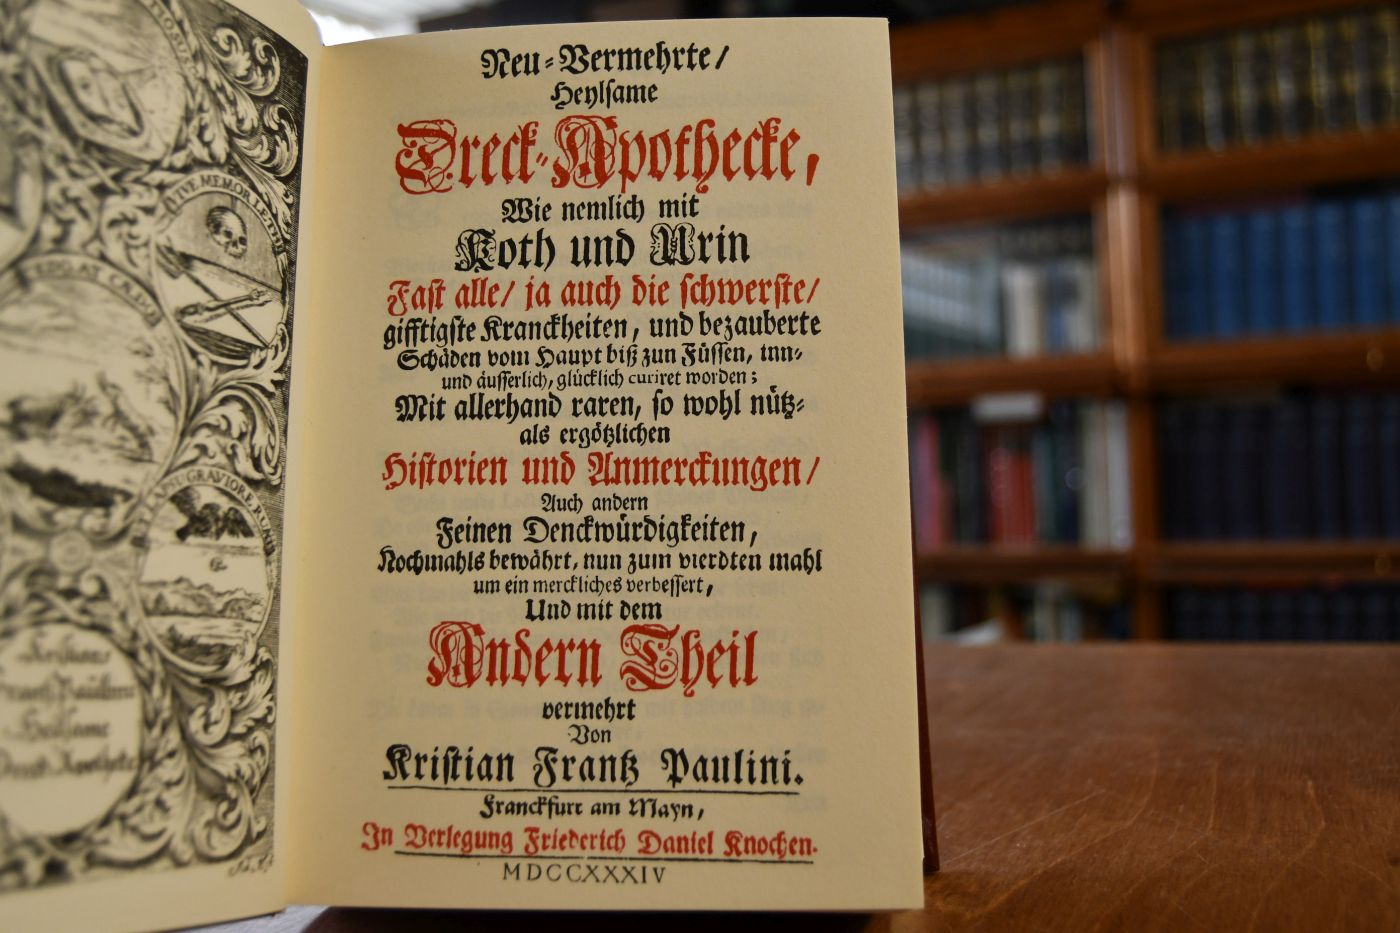 VIVE MEMOR LETHI
Neu-Vermehrte/
Heylsame
Dreck-Apothecke,
Wie nemlich mit
Koth und Urin
Fast alle/ ja auch die schwerste/
gifftigste Kranckheiten, und bezauberte
Schäden vom Haupt biß zun Füssen, inn-
und äusserlich, glücklich curiret worden;
Mit allerhand raren, so wohl nütz-
als ergötzlichen
Historien und Anmerckungen/
Auch andern
Feinen Denckwürdigkeiten,
Nochmahls bewährt, nun zum vierdten mahl
um ein merckliches verbessert,
Und mit dem
Andern Theil
vermehrt
Von
Kristian Frantz Paulini.
Franckfurt am Mayn,
In Verlegung Friederich Daniel Knochen.
MDCCXXXIV